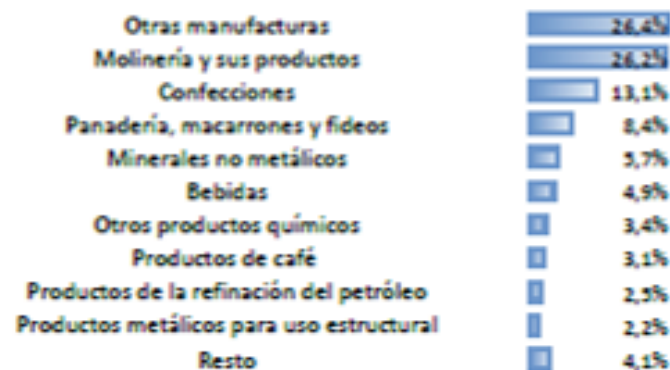 Otras manufacturas 26,4%
Molinería y sus productos 26,2%
Confecciones 13,1%
Panadería, macarrones y fideos 8,4%
Minerales no metálicos 5,7%
Bebidas 4,9%
Otros productos químicos 3,4%
Productos de café 3,1%
Productos de la refinación del petróleo 2,5%
Productos metálicos para uso estructural 2,2%
Resto 4,1%